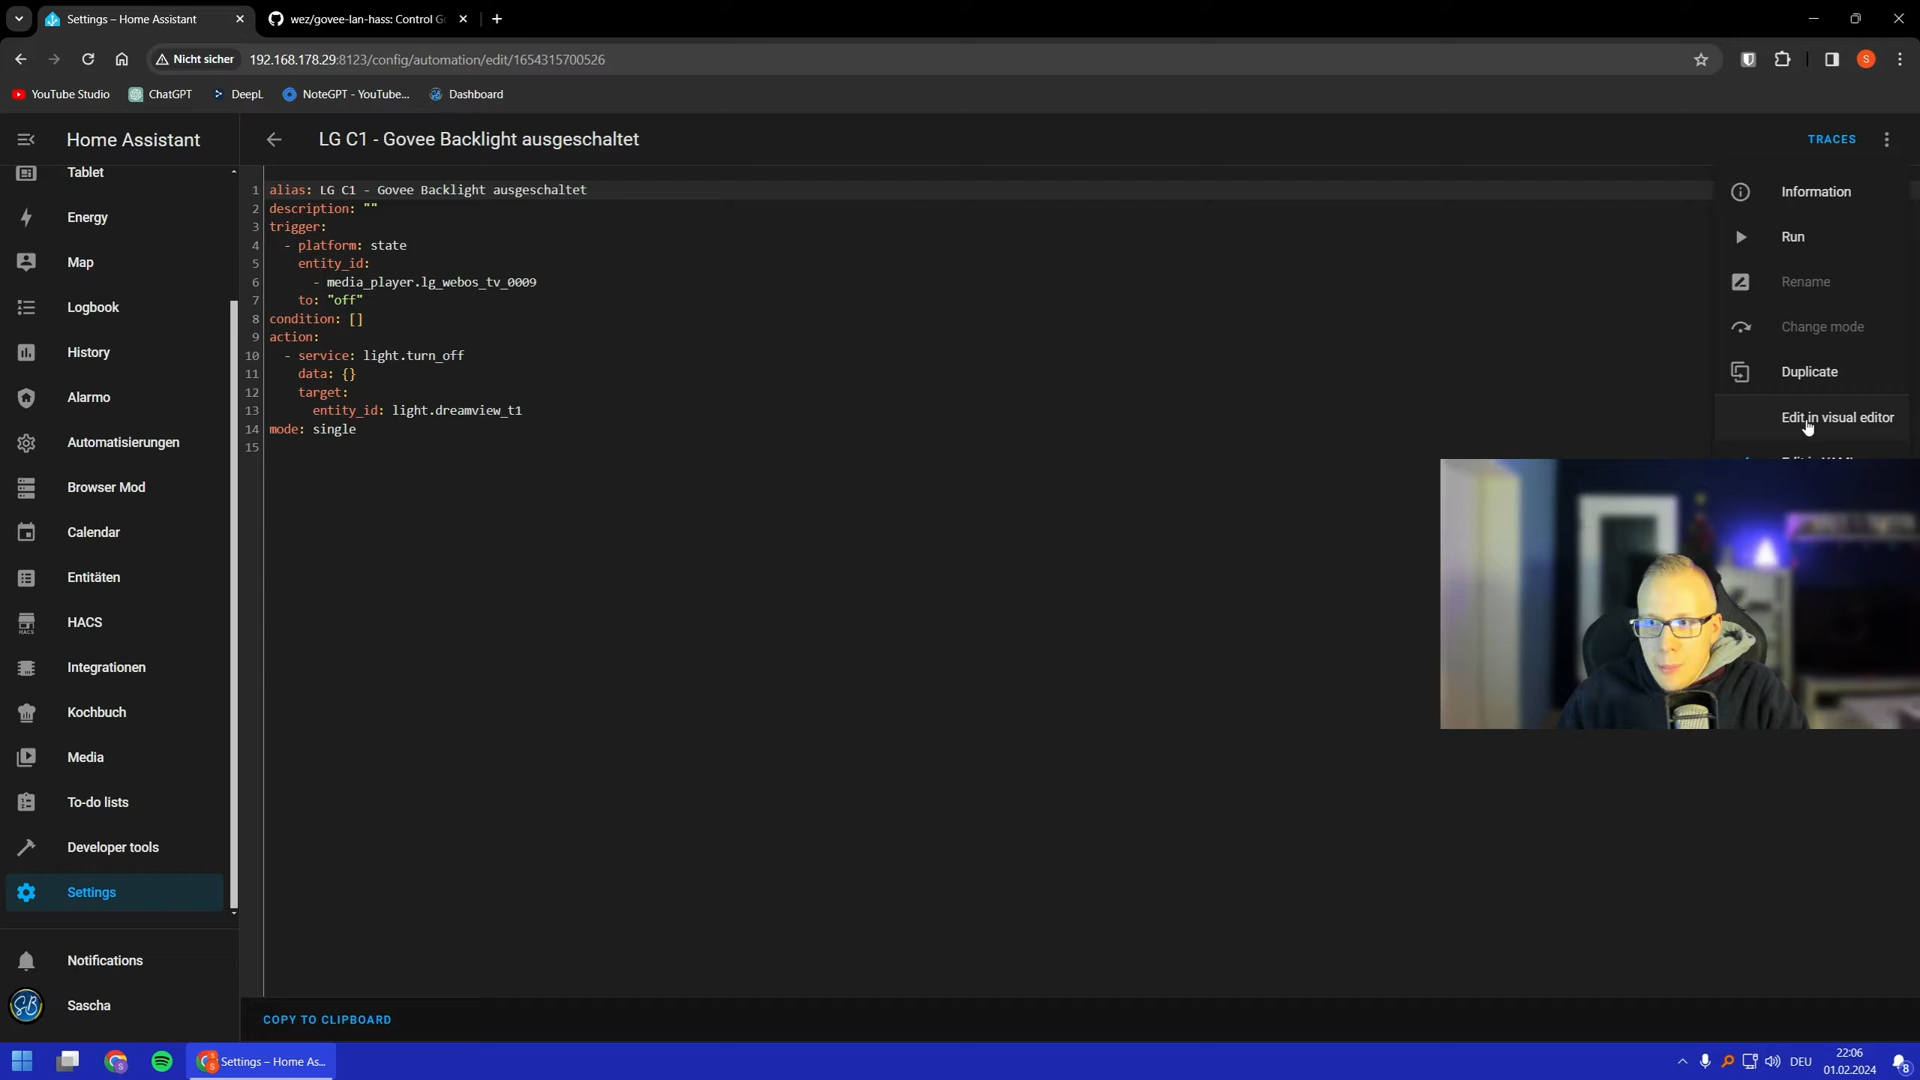 Settings – Home Assistant
wez/govee-lan-hass: Control Go
Nicht sicher
192.168.178.29:8123/config/automation/edit/1654315700526
S
YouTube Studio
ChatGPT
DeepL
NoteGPT - YouTube...
Dashboard
Home Assistant
LG C1 - Govee Backlight ausgeschaltet
TRACES
Tablet
Energy
Map
Logbook
History
Alarmo
Automatisierungen
Browser Mod
Calendar
Entitäten
HACS
HACS
Integrationen
Kochbuch
Media
To-do lists
Developer tools
Settings
Notifications
SB
Sascha
1 alias: LG C1 - Govee Backlight ausgeschaltet
2 description: ""
3 trigger:
4 - platform: state
5 entity_id:
6 - media_player.lg_webos_tv_0009
7 to: "off"
8 condition: []
9 action:
10 - service: light.turn_off
11 data: {}
12 target:
13 entity_id: light.dreamview_t1
14 mode: single
15
Information
Run
Rename
Change mode
Duplicate
Edit in visual editor
COPY TO CLIPBOARD
Settings – Home As...
DEU
22:06
01.02.2024
8